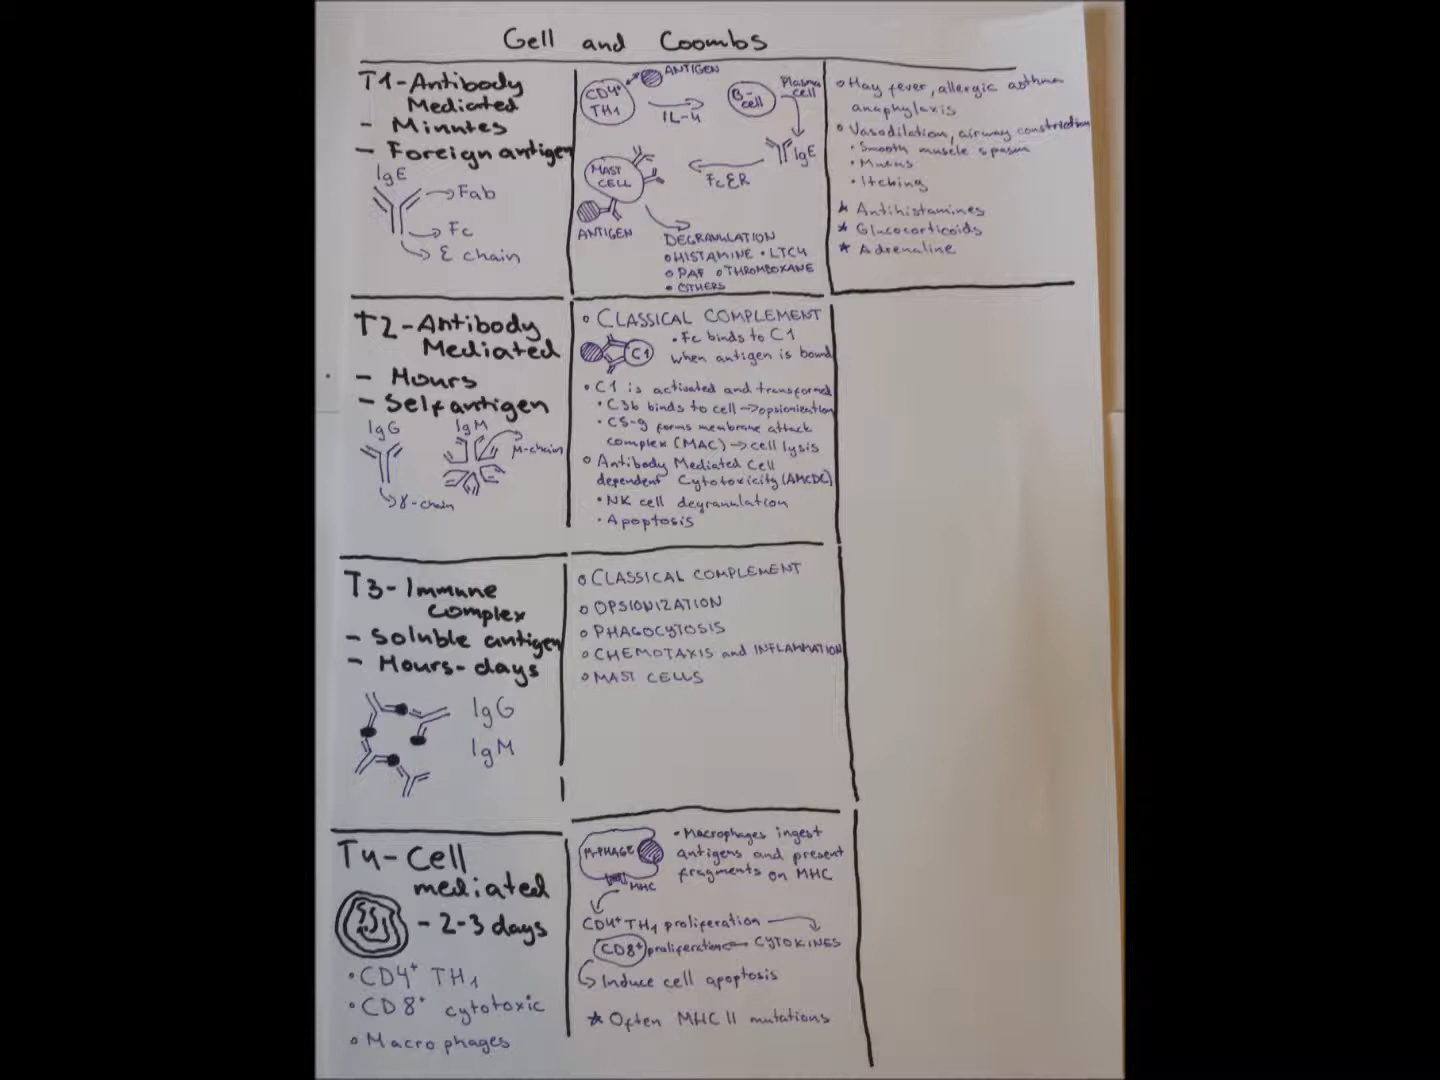 Gell and Coombs
T1-Antibody
Mediated
- Minutes
- Foreign antigen
IgE
Fab
Fc
ε chain
ANTIGEN
CD4+
TH1
IL-4
B-
cell
Plasma
cell
IgE
FcεR
MAST
CELL
ANTIGEN
DEGRANULATION
HISTAMINE • LTC4
PAF THROMBOXANE
OTHERS
Hay fever, allergic asthma
anaphylaxis
Vasodilation, airway constriction
• Smooth muscle spasm
• Mucus
• Itching
★ Antihistamines
★ Glucocorticoids
★ Adrenaline
T2-Antibody
Mediated
- Hours
- Self antigen
IgG
IgM
μ-chain
γ-chain
CLASSICAL COMPLEMENT
C1
• Fc binds to C1
when antigen is bound
C1 is activated and transformed
• C3b binds to cell → opsionization
• C5-9 forms membrane attack
complex (MAC) → cell lysis
Antibody Mediated Cell
dependent Cytotoxicity (AMCDC)
• NK cell degranulation
• Apoptosis
T3-Immune
complex
- Soluble antigen
- Hours-days
IgG
IgM
CLASSICAL COMPLEMENT
OPSIONIZATION
PHAGOCYTOSIS
CHEMOTAXIS and INFLAMMATION
MAST CELLS
T4-Cell
mediated
- 2-3 days
• CD4+ TH1
• CD8+ cytotoxic
• Macrophages
M-PHAGE
MHC
• Macrophages ingest
antigens and present
fragments on MHC
CD4+ TH1 proliferation
CD8+ proliferation ← CYTOKINES
Induce cell apoptosis
★ Often MHC II mutations